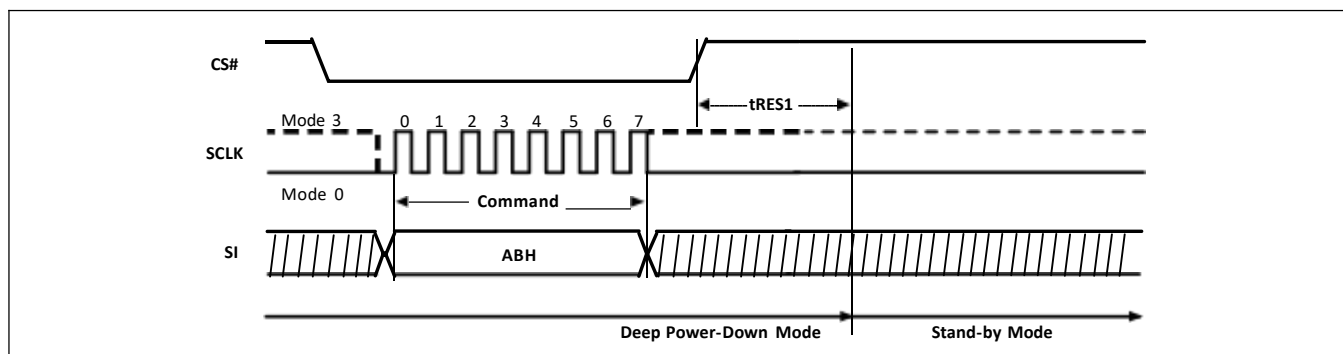 CS#
tRES1
Mode 3
0 1 2 3 4 5 6 7
SCLK
Mode 0
Command
SI
ABH
Deep Power-Down Mode
Stand-by Mode